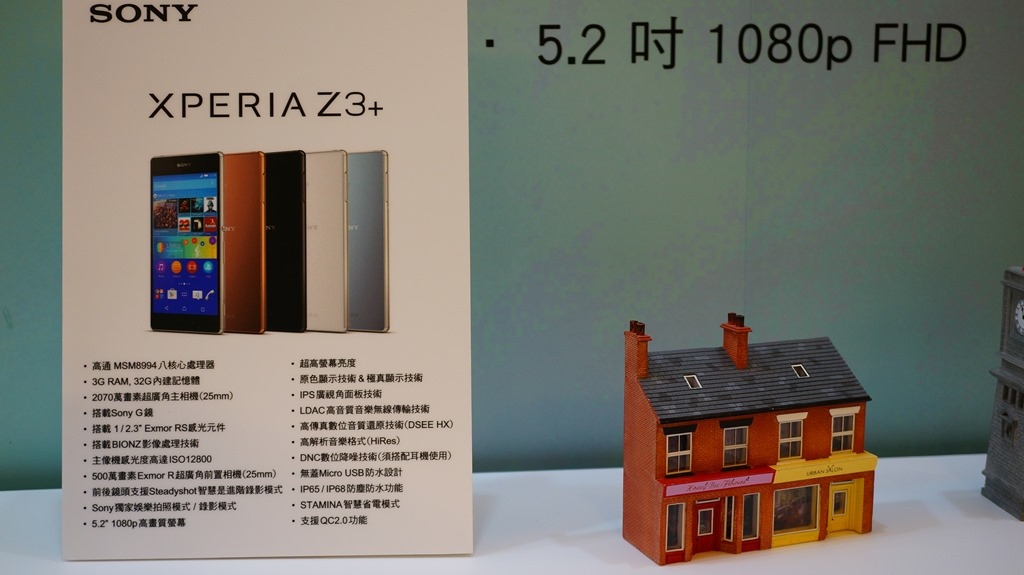 SONY
XPERIA Z3+
SONY
• 高通 MSM8994 八核心處理器
• 3G RAM, 32G內建記憶體
• 2070萬畫素超廣角主相機(25mm)
• 搭載Sony G鏡
• 搭載 1 / 2.3" Exmor RS感光元件
• 搭載BIONZ影像處理技術
• 主像機感光度高達ISO12800
• 500萬畫素Exmor R超廣角前置相機(25mm)
• 前後鏡頭支援Steadyshot智慧是進階錄影模式
• Sony獨家娛樂拍照模式 / 錄影模式
• 5.2" 1080p高畫質螢幕
• 超高螢幕亮度
• 原色顯示技術 & 極真顯示技術
• IPS廣視角面板技術
• LDAC高音質音樂無線傳輸技術
• 高傳真數位音質還原技術(DSEE HX)
• 高解析音樂格式(HiRes)
• DNC數位降噪技術(須搭配耳機使用)
• 無蓋Micro USB防水設計
• IP65 / IP68防塵防水功能
• STAMINA智慧省電模式
• 支援QC2.0功能
• 5.2 吋 1080p FHD
URBAN SALON